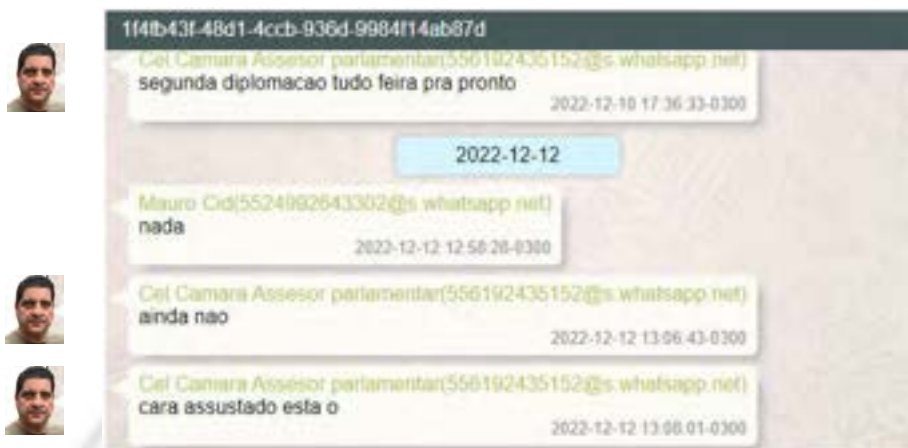 1f4fb43f-48d1-4ccb-936d-9984f14ab87d
Cel Camara Assesor parlamentar(556192435152@s.whatsapp.net)
segunda diplomacao tudo feira pra pronto
2022-12-10 17:36:33-0300
2022-12-12
Mauro Cid(5524992643302@s.whatsapp.net)
nada
2022-12-12 12:58:28-0300
Cel Camara Assesor parlamentar(556192435152@s.whatsapp.net)
ainda nao
2022-12-12 13:06:43-0300
Cel Camara Assesor parlamentar(556192435152@s.whatsapp.net)
cara assustado esta o
2022-12-12 13:08:01-0300